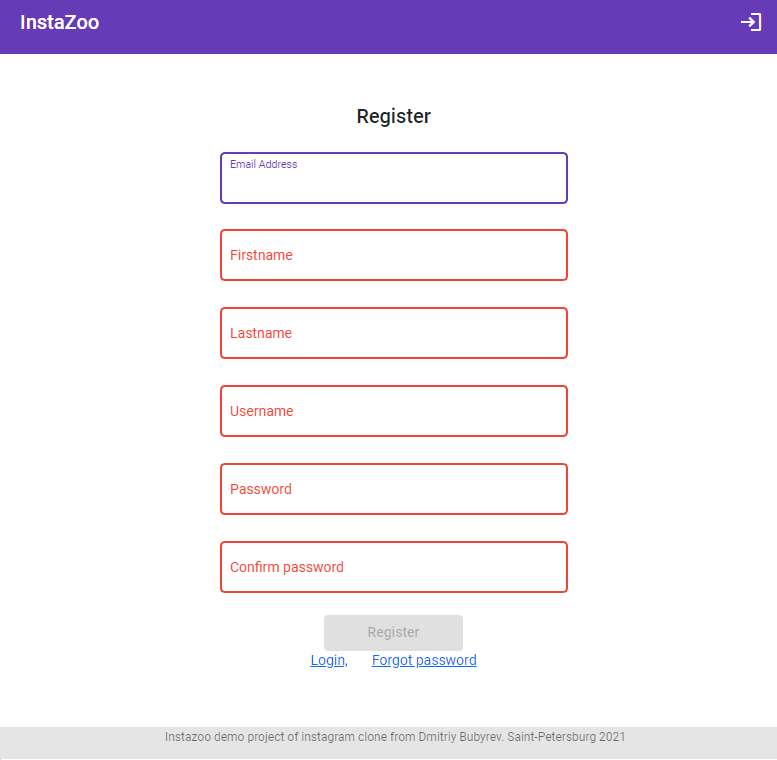 InstaZoo
Register
Email Address
Firstname
Lastname
Username
Password
Confirm password
Register
Login, Forgot password
Instazoo demo project of instagram clone from Dmitriy Bubyrev. Saint-Petersburg 2021